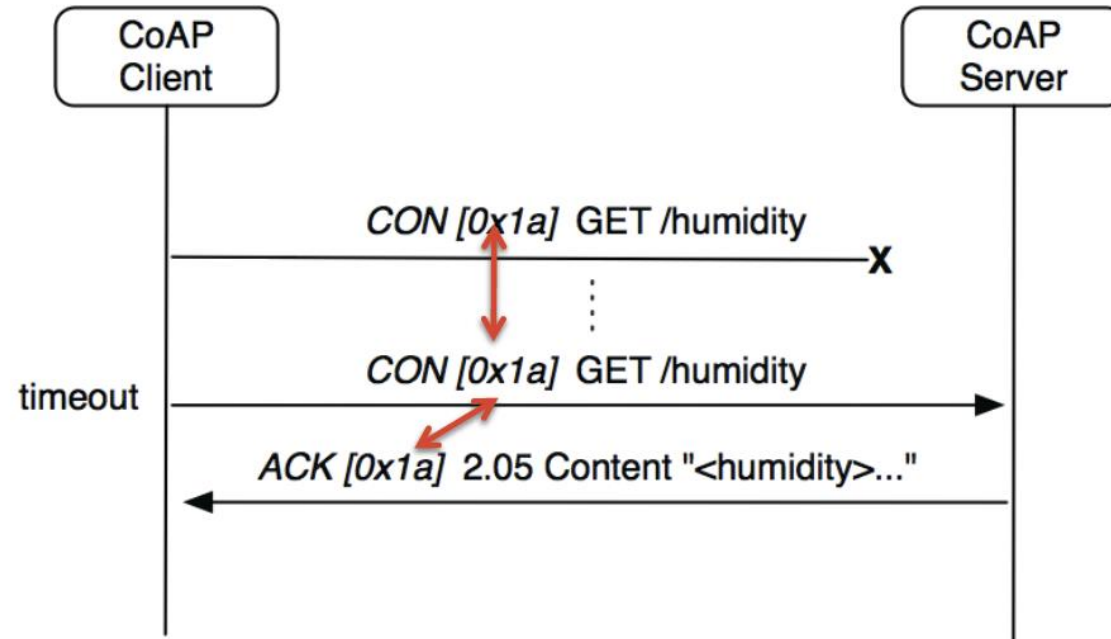 CoAP
Client
CoAP
Server
CON [0x1a] GET /humidity
X
CON [0x1a] GET /humidity
timeout
ACK [0x1a] 2.05 Content "<humidity>..."